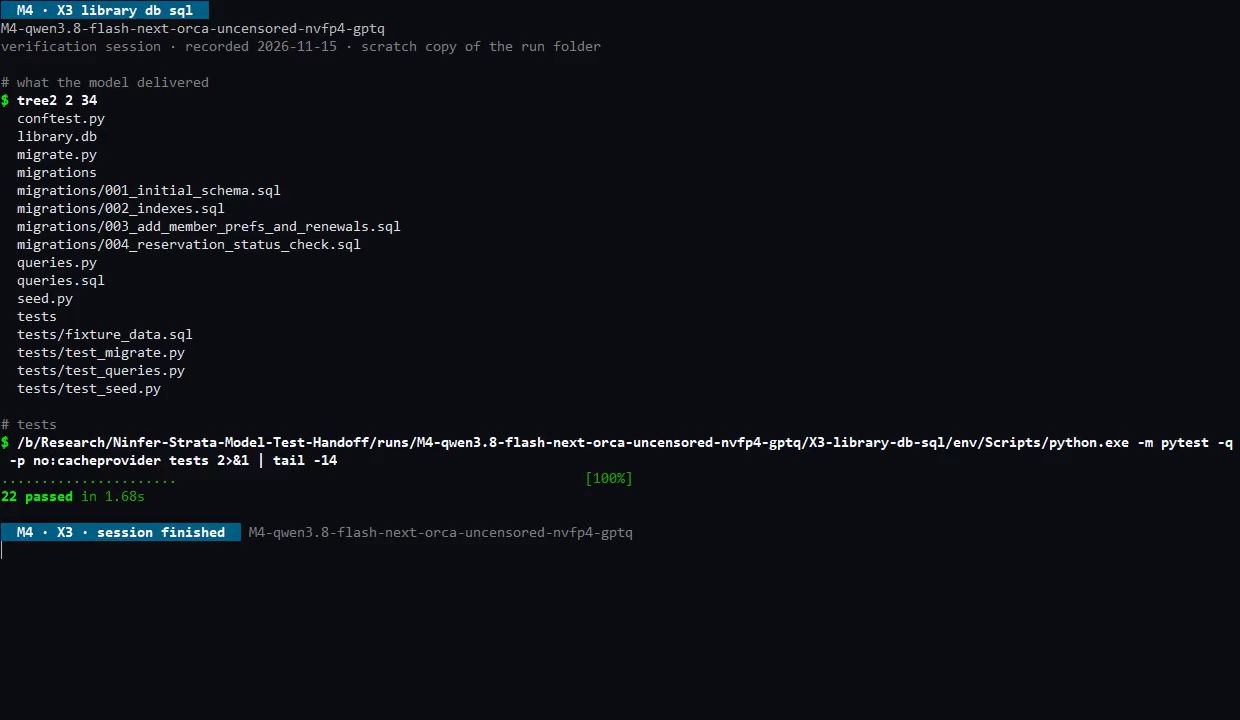 M4 · X3 library db sql
M4-qwen3.8-flash-next-orca-uncensored-nvfp4-gptq
verification session · recorded 2026-11-15 · scratch copy of the run folder
# what the model delivered
$ tree2 2 34
conftest.py
library.db
migrate.py
migrations
migrations/001_initial_schema.sql
migrations/002_indexes.sql
migrations/003_add_member_prefs_and_renewals.sql
migrations/004_reservation_status_check.sql
queries.py
queries.sql
seed.py
tests
tests/fixture_data.sql
tests/test_migrate.py
tests/test_queries.py
tests/test_seed.py
# tests
$ /b/Research/Ninfer-Strata-Model-Test-Handoff/runs/M4-qwen3.8-flash-next-orca-uncensored-nvfp4-gptq/X3-library-db-sql/env/Scripts/python.exe -m pytest -q
-p no:cacheprovider tests 2>&1 | tail -14
...................... [100%]
22 passed in 1.68s
M4 · X3 · session finished M4-qwen3.8-flash-next-orca-uncensored-nvfp4-gptq